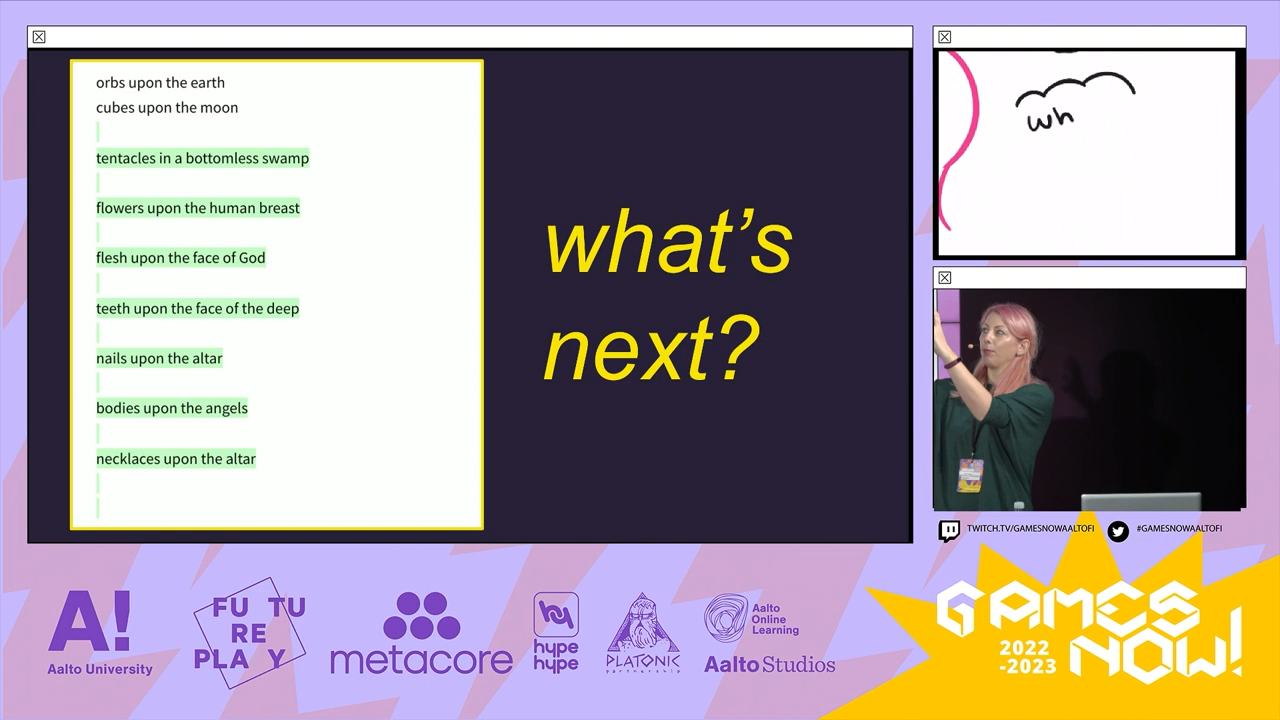 orbs upon the earth
cubes upon the moon
tentacles in a bottomless swamp
flowers upon the human breast
flesh upon the face of God
teeth upon the face of the deep
nails upon the altar
bodies upon the angels
necklaces upon the altar
what's
next?
wh
TWITCH.TV/GAMESNOWAALTOFI
#GAMESNOWAALTOFI
A!
Aalto University
FU TU
RE
PLA Y
metacore
hype
hype
PLATONIC
partnership
Aalto
Online
Learning
Aalto Studios
GAMES
NOW!
2022
-2023